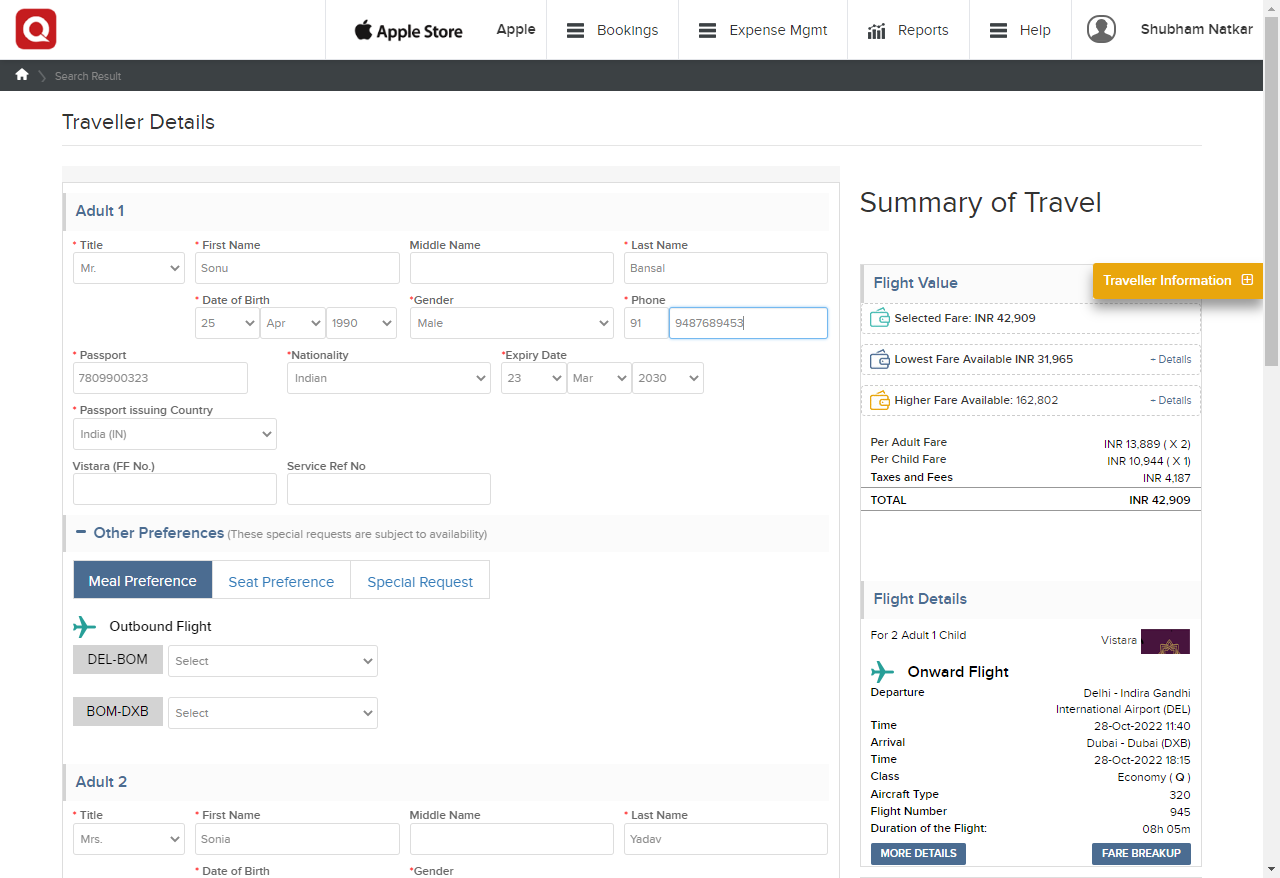 Q
Apple Store
Apple
Bookings
Expense Mgmt
Reports
Help
Shubham Natkar
Search Result
Traveller Details
Adult 1
* Title
* First Name
Middle Name
* Last Name
Mr.
Sonu
Bansal
* Date of Birth
*Gender
* Phone
25
Apr
1990
Male
91
9487689453
* Passport
*Nationality
*Expiry Date
7809900323
Indian
23
Mar
2030
* Passport issuing Country
India (IN)
Vistara (FF No.)
Service Ref No
Other Preferences (These special requests are subject to availability)
Meal Preference
Seat Preference
Special Request
Outbound Flight
DEL-BOM
Select
BOM-DXB
Select
Adult 2
* Title
* First Name
Middle Name
* Last Name
Mrs.
Sonia
Yadav
* Date of Birth
*Gender
Summary of Travel
Flight Value
Traveller Information
Selected Fare: INR 42,909
Lowest Fare Available INR 31,965
+ Details
Higher Fare Available: 162,802
+ Details
Per Adult Fare
INR 13,889 ( X 2)
Per Child Fare
INR 10,944 ( X 1)
Taxes and Fees
INR 4,187
TOTAL
INR 42,909
Flight Details
For 2 Adult 1 Child
Vistara
Onward Flight
Departure
Delhi - Indira Gandhi
International Airport (DEL)
Time
28-Oct-2022 11:40
Arrival
Dubai - Dubai (DXB)
Time
28-Oct-2022 18:15
Class
Economy ( Q )
Aircraft Type
320
Flight Number
945
Duration of the Flight:
08h 05m
MORE DETAILS
FARE BREAKUP